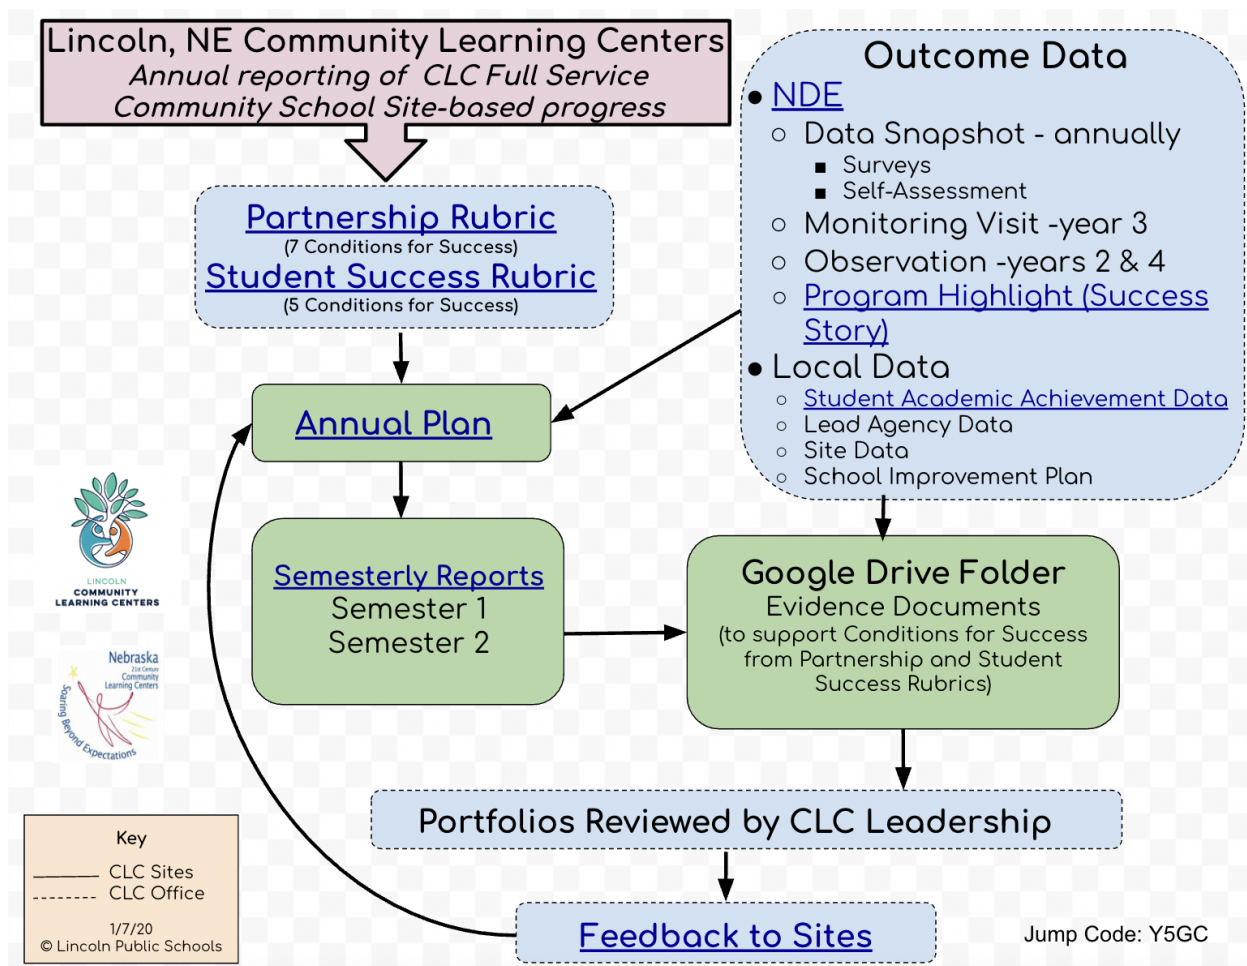 Lincoln, NE Community Learning Centers
Annual reporting of CLC Full Service
Community School Site-based progress
Partnership Rubric
(7 Conditions for Success)
Student Success Rubric
(5 Conditions for Success)
Annual Plan
Semesterly Reports
Semester 1
Semester 2
Outcome Data
● NDE
○ Data Snapshot - annually
■ Surveys
■ Self-Assessment
○ Monitoring Visit -year 3
○ Observation -years 2 & 4
○ Program Highlight (Success
Story)
● Local Data
○ Student Academic Achievement Data
○ Lead Agency Data
○ Site Data
○ School Improvement Plan
Google Drive Folder
Evidence Documents
(to support Conditions for Success
from Partnership and Student
Success Rubrics)
Portfolios Reviewed by CLC Leadership
Feedback to Sites
LINCOLN
COMMUNITY
LEARNING CENTERS
Nebraska
21st Century
Community
Learning Centers
Soaring Beyond Expectations
Key
CLC Sites
CLC Office
1/7/20
© Lincoln Public Schools
Jump Code: Y5GC